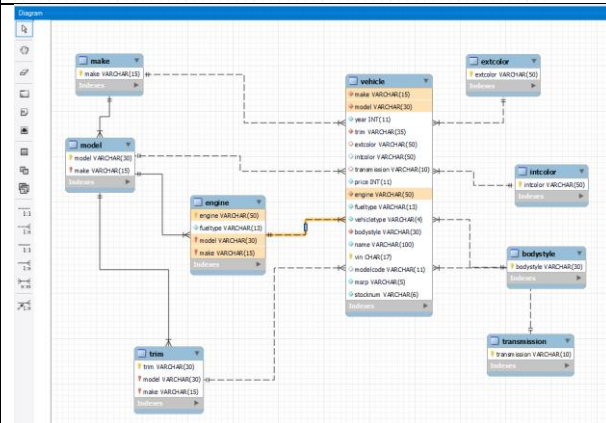 Diagram
make
make VARCHAR(15)
Indexes
model
model VARCHAR(30)
make VARCHAR(15)
Indexes
engine
engine VARCHAR(50)
fueltype VARCHAR(13)
model VARCHAR(30)
make VARCHAR(15)
Indexes
trim
trim VARCHAR(30)
model VARCHAR(30)
make VARCHAR(15)
Indexes
vehicle
make VARCHAR(15)
model VARCHAR(30)
year INT(11)
trim VARCHAR(35)
extcolor VARCHAR(50)
intcolor VARCHAR(50)
transmission VARCHAR(10)
price INT(11)
engine VARCHAR(50)
fueltype VARCHAR(13)
vehicletype VARCHAR(4)
bodystyle VARCHAR(30)
name VARCHAR(100)
vin CHAR(17)
modelcode VARCHAR(11)
msrp VARCHAR(5)
stocknum VARCHAR(6)
Indexes
extcolor
extcolor VARCHAR(50)
Indexes
intcolor
intcolor VARCHAR(50)
Indexes
bodystyle
bodystyle VARCHAR(30)
Indexes
transmission
transmission VARCHAR(10)
Indexes
1:1
1:1